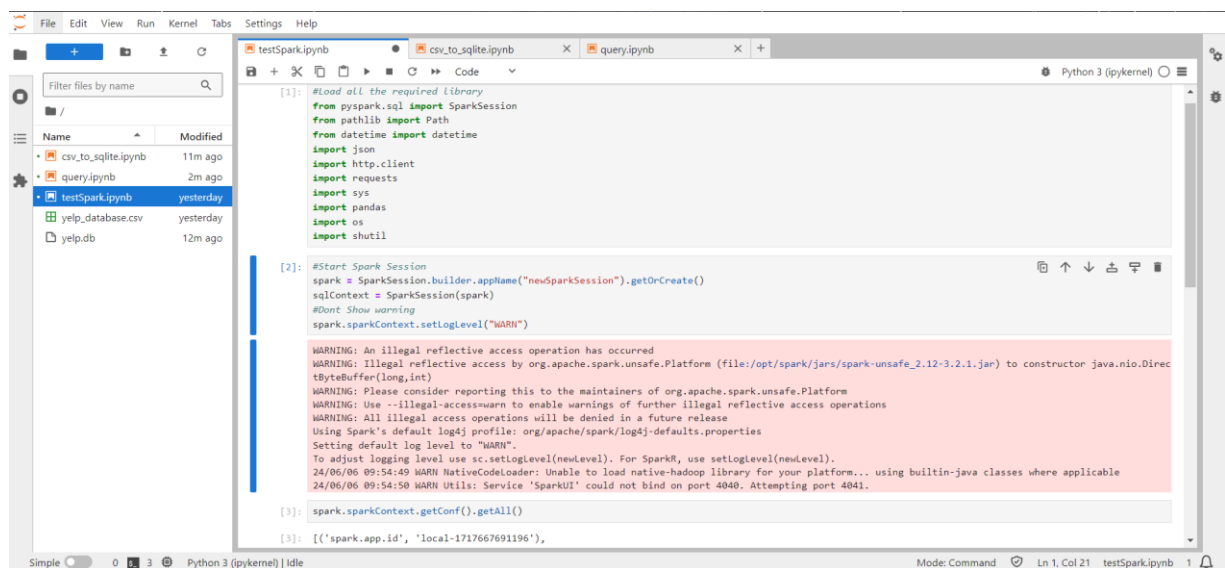 File Edit View Run Kernel Tabs Settings Help
testSpark.ipynb
csv_to_sqlite.ipynb
query.ipynb
Code
Python 3 (ipykernel)
Filter files by name
/
Name Modified
csv_to_sqlite.ipynb 11m ago
query.ipynb 2m ago
testSpark.ipynb yesterday
yelp_database.csv yesterday
yelp.db 12m ago
[1]: #Load all the required library
from pyspark.sql import SparkSession
from pathlib import Path
from datetime import datetime
import json
import http.client
import requests
import sys
import pandas
import os
import shutil
[2]: #Start Spark Session
spark = SparkSession.builder.appName("newSparkSession").getOrCreate()
sqlContext = SparkSession(spark)
#Dont Show warning
spark.sparkContext.setLogLevel("WARN")
WARNING: An illegal reflective access operation has occurred
WARNING: Illegal reflective access by org.apache.spark.unsafe.Platform (file:/opt/spark/jars/spark-unsafe_2.12-3.2.1.jar) to constructor java.nio.Direc
tByteBuffer(long,int)
WARNING: Please consider reporting this to the maintainers of org.apache.spark.unsafe.Platform
WARNING: Use --illegal-access=warn to enable warnings of further illegal reflective access operations
WARNING: All illegal access operations will be denied in a future release
Using Spark's default log4j profile: org/apache/spark/log4j-defaults.properties
Setting default log level to "WARN".
To adjust logging level use sc.setLogLevel(newLevel). For SparkR, use setLogLevel(newLevel).
24/06/06 09:54:49 WARN NativeCodeLoader: Unable to load native-hadoop library for your platform... using builtin-java classes where applicable
24/06/06 09:54:50 WARN Utils: Service 'SparkUI' could not bind on port 4040. Attempting port 4041.
[3]: spark.sparkContext.getConf().getAll()
[3]: [('spark.app.id', 'local-1717667691196'),
Simple 0 3 Python 3 (ipykernel) | Idle Mode: Command Ln 1, Col 21 testSpark.ipynb 1